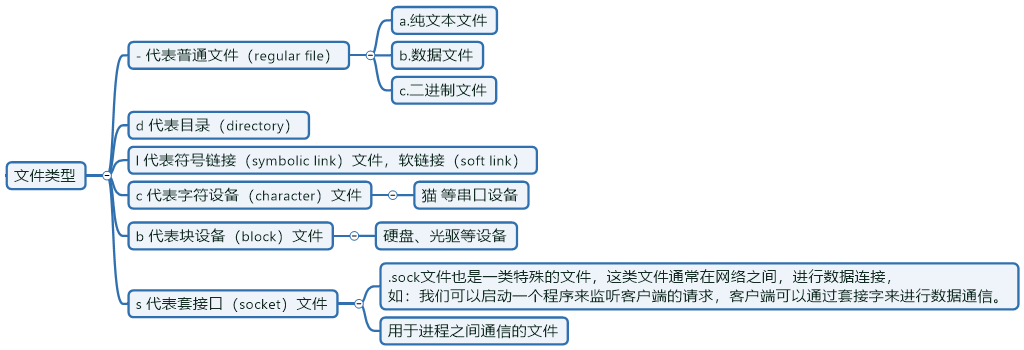 文件类型
- 代表普通文件（regular file）
a.纯文本文件
b.数据文件
c.二进制文件
d 代表目录（directory）
l 代表符号链接（symbolic link）文件，软链接（soft link）
c 代表字符设备（character）文件
猫 等串口设备
b 代表块设备（block）文件
硬盘、光驱等设备
s 代表套接口（socket）文件
.sock文件也是一类特殊的文件，这类文件通常在网络之间，进行数据连接，
如：我们可以启动一个程序来监听客户端的请求，客户端可以通过套接字来进行数据通信。
用于进程之间通信的文件